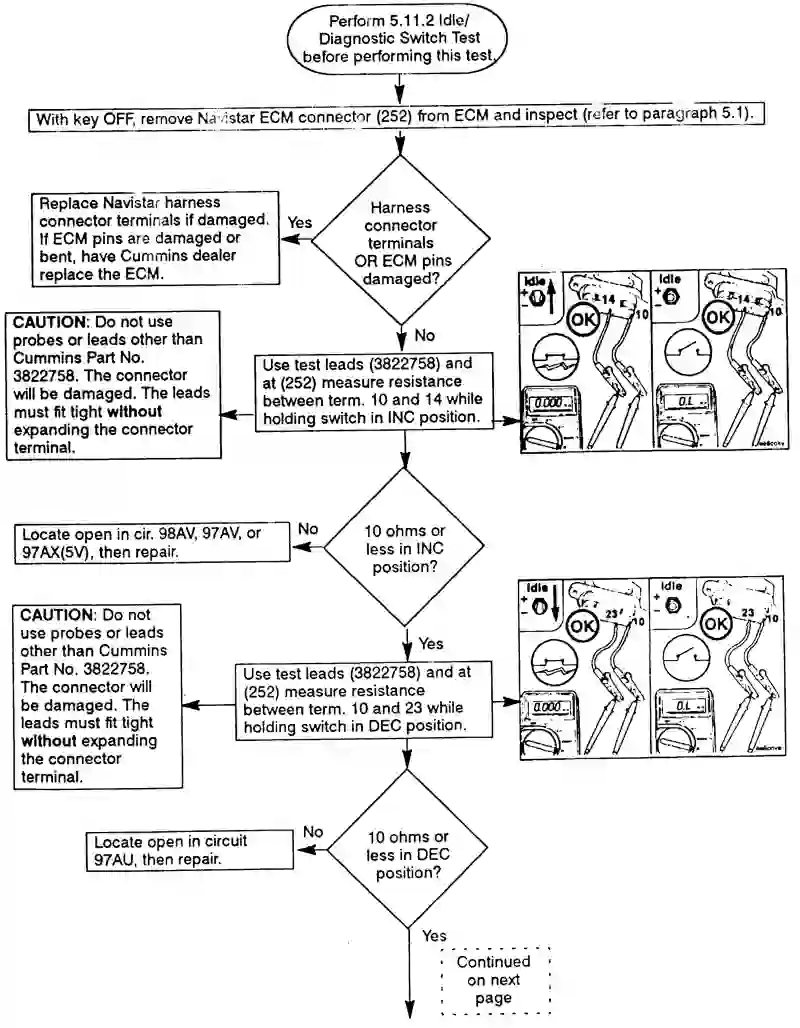 Perform 5.11.2 Idle/
Diagnostic Switch Test
before performing this test.
With key OFF, remove Navistar ECM connector (252) from ECM and inspect (refer to paragraph 5.1).
Replace Navistar harness
connector terminals if damaged.
If ECM pins are damaged or
bent, have Cummins dealer
replace the ECM.
Yes
Harness
connector
terminals
OR ECM pins
damaged?
No
CAUTION: Do not use
probes or leads other than
Cummins Part No.
3822758. The connector
will be damaged. The leads
must fit tight without
expanding the connector
terminal.
Use test leads (3822758) and
at (252) measure resistance
between term. 10 and 14 while
holding switch in INC position.
Idle
+
-
14
10
OK
0.000
Idle
+
-
14
10
OK
O.L
Locate open in cir. 98AV, 97AV, or
97AX(5V), then repair.
No
10 ohms or
less in INC
position?
Yes
CAUTION: Do not
use probes or leads
other than Cummins
Part No. 3822758.
The connector will
be damaged. The
leads must fit tight
without expanding
the connector
terminal.
Use test leads (3822758) and at
(252) measure resistance
between term. 10 and 23 while
holding switch in DEC position.
Idle
+
-
23
10
OK
0.000
Idle
+
-
23
10
OK
O.L
Locate open in circuit
97AU, then repair.
No
10 ohms or
less in DEC
position?
Yes
Continued
on next
page